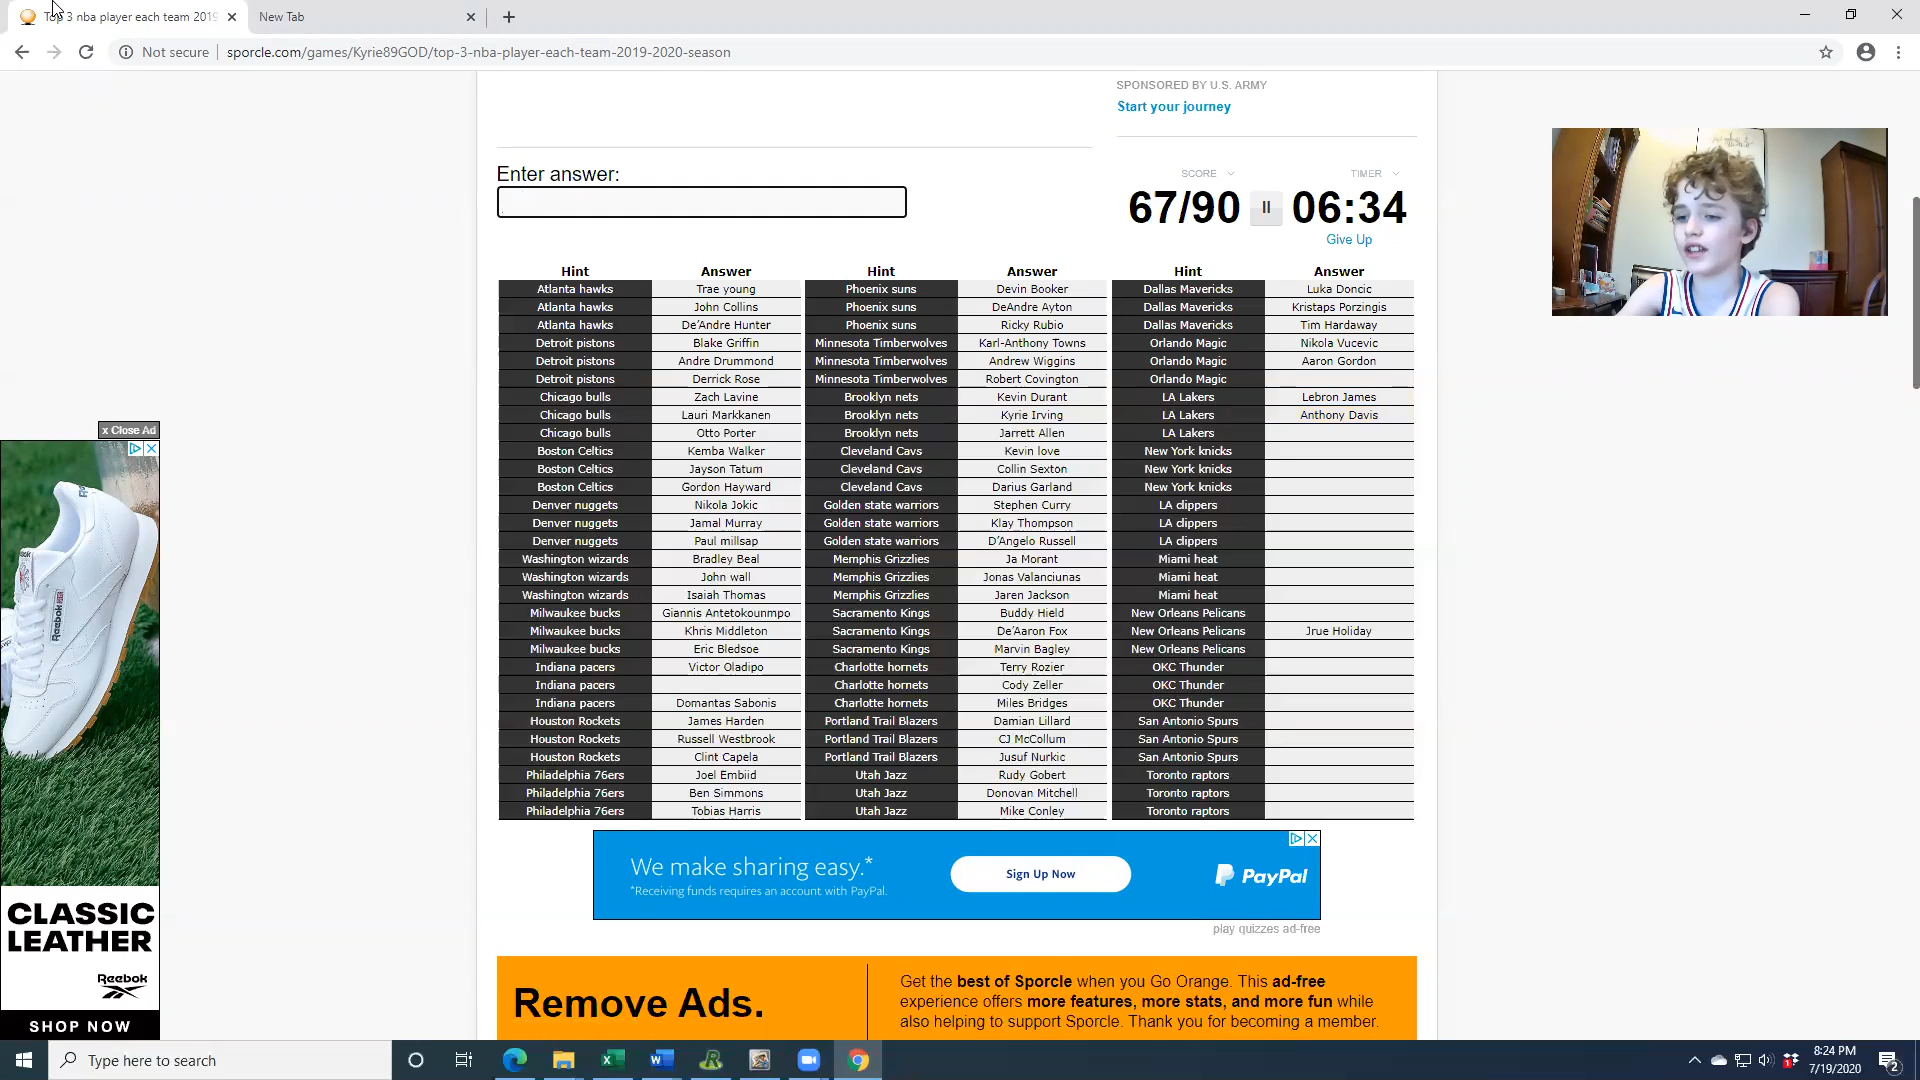 Top 3 nba player each team 2019
New Tab
Not secure
sporcle.com/games/Kyrie89GOD/top-3-nba-player-each-team-2019-2020-season
SPONSORED BY U.S. ARMY
Start your journey
Enter answer:
SCORE
TIMER
67/90
06:34
Give Up
Hint Answer Hint Answer Hint Answer
Atlanta hawks Trae young Phoenix suns Devin Booker Dallas Mavericks Luka Doncic
Atlanta hawks John Collins Phoenix suns DeAndre Ayton Dallas Mavericks Kristaps Porzingis
Atlanta hawks De'Andre Hunter Phoenix suns Ricky Rubio Dallas Mavericks Tim Hardaway
Detroit pistons Blake Griffin Minnesota Timberwolves Karl-Anthony Towns Orlando Magic Nikola Vucevic
Detroit pistons Andre Drummond Minnesota Timberwolves Andrew Wiggins Orlando Magic Aaron Gordon
Detroit pistons Derrick Rose Minnesota Timberwolves Robert Covington Orlando Magic
Chicago bulls Zach Lavine Brooklyn nets Kevin Durant LA Lakers Lebron James
Chicago bulls Lauri Markkanen Brooklyn nets Kyrie Irving LA Lakers Anthony Davis
Chicago bulls Otto Porter Brooklyn nets Jarrett Allen LA Lakers
Boston Celtics Kemba Walker Cleveland Cavs Kevin love New York knicks
Boston Celtics Jayson Tatum Cleveland Cavs Collin Sexton New York knicks
Boston Celtics Gordon Hayward Cleveland Cavs Darius Garland New York knicks
Denver nuggets Nikola Jokic Golden state warriors Stephen Curry LA clippers
Denver nuggets Jamal Murray Golden state warriors Klay Thompson LA clippers
Denver nuggets Paul millsap Golden state warriors D'Angelo Russell LA clippers
Washington wizards Bradley Beal Memphis Grizzlies Ja Morant Miami heat
Washington wizards John wall Memphis Grizzlies Jonas Valanciunas Miami heat
Washington wizards Isaiah Thomas Memphis Grizzlies Jaren Jackson Miami heat
Milwaukee bucks Giannis Antetokounmpo Sacramento Kings Buddy Hield New Orleans Pelicans
Milwaukee bucks Khris Middleton Sacramento Kings De'Aaron Fox New Orleans Pelicans Jrue Holiday
Milwaukee bucks Eric Bledsoe Sacramento Kings Marvin Bagley New Orleans Pelicans
Indiana pacers Victor Oladipo Charlotte hornets Terry Rozier OKC Thunder
Indiana pacers Charlotte hornets Cody Zeller OKC Thunder
Indiana pacers Domantas Sabonis Charlotte hornets Miles Bridges OKC Thunder
Houston Rockets James Harden Portland Trail Blazers Damian Lillard San Antonio Spurs
Houston Rockets Russell Westbrook Portland Trail Blazers CJ McCollum San Antonio Spurs
Houston Rockets Clint Capela Portland Trail Blazers Jusuf Nurkic San Antonio Spurs
Philadelphia 76ers Joel Embiid Utah Jazz Rudy Gobert Toronto raptors
Philadelphia 76ers Ben Simmons Utah Jazz Donovan Mitchell Toronto raptors
Philadelphia 76ers Tobias Harris Utah Jazz Mike Conley Toronto raptors
x Close Ad
Reebok
CLASSIC
LEATHER
Reebok
SHOP NOW
We make sharing easy.*
*Receiving funds requires an account with PayPal.
Sign Up Now
PayPal
play quizzes ad-free
Remove Ads.
Get the best of Sporcle when you Go Orange. This ad-free
experience offers more features, more stats, and more fun while
also helping to support Sporcle. Thank you for becoming a member.
Type here to search
8:24 PM
7/19/2020
2